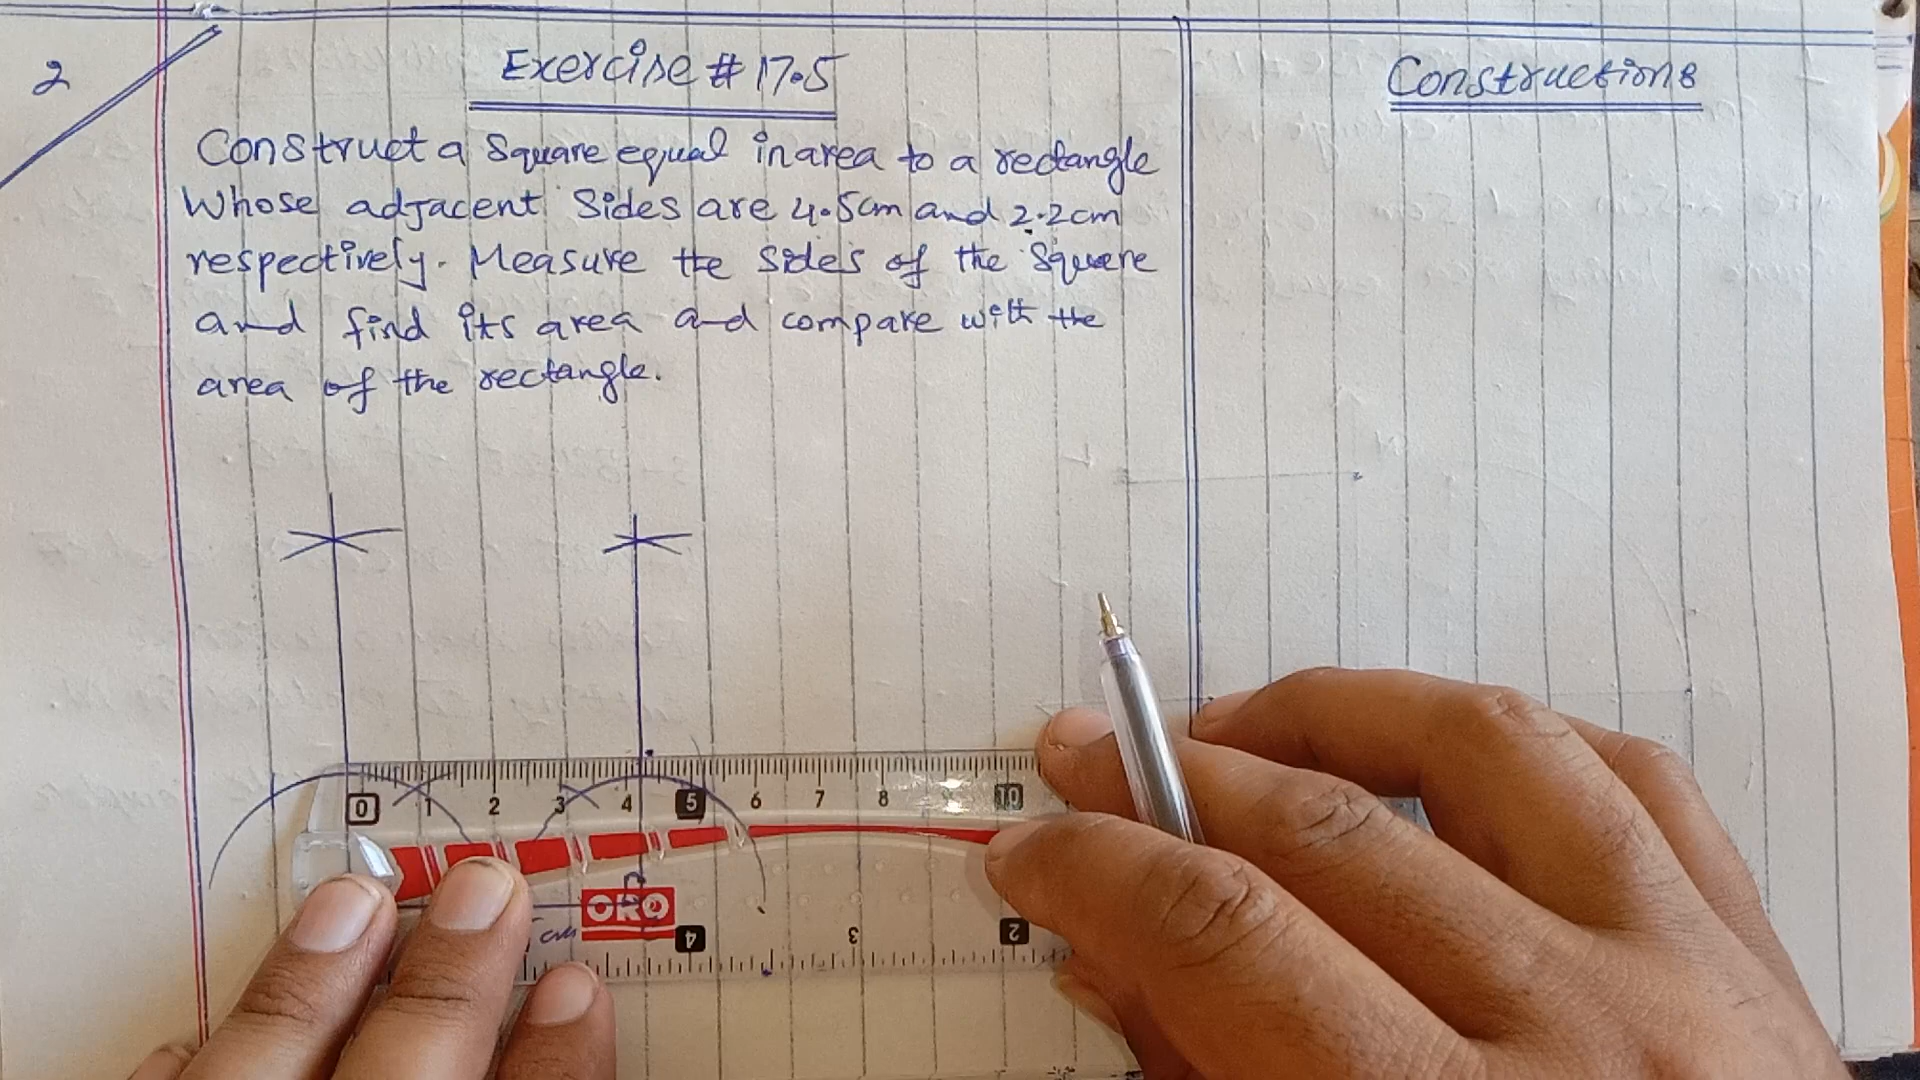 2
Exercise # 17.5
Constructions
Construct a Square equal in area to a rectangle
Whose adjacent Sides are 4.5cm and 2.2cm
respectively. Measure the sides of the Square
and find its area and compare with the
area of the rectangle.
0 1 2 3 4 5 6 7 8 10
ORO
cm
4 3 2